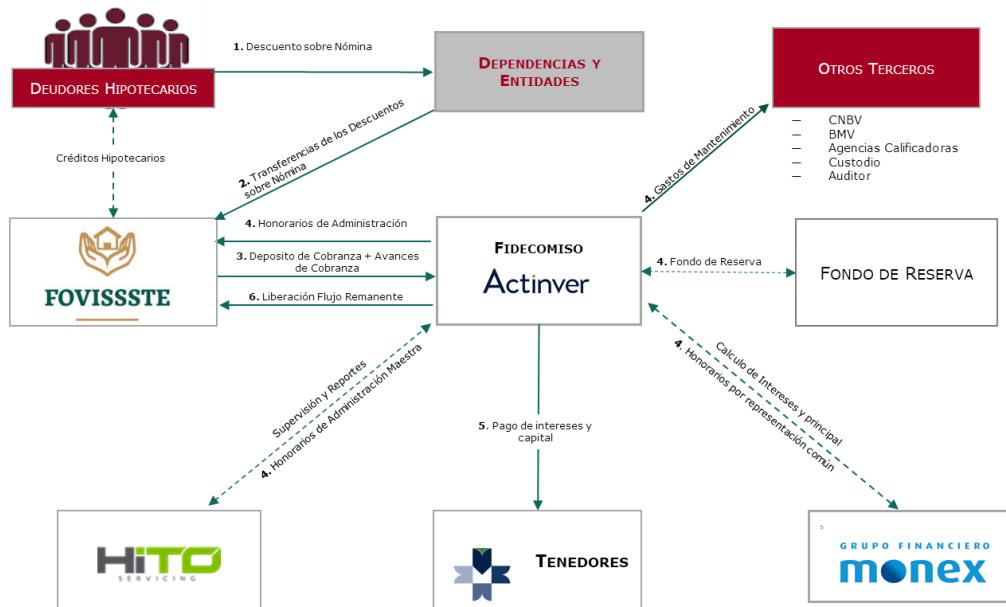 1. Descuento sobre Nómina
DEUDORES HIPOTECARIOS
DEPENDENCIAS Y
ENTIDADES
OTROS TERCEROS
— CNBV
— BMV
— Agencias Calificadoras
— Custodio
— Auditor
Créditos Hipotecarios
2. Transferencias de los Descuentos
sobre Nómina
4. Gastos de Mantenimiento
FOVISSSTE
4. Honorarios de Administración
3. Deposito de Cobranza + Avances
de Cobranza
6. Liberación Flujo Remanente
FIDECOMISO
Actinver
4. Fondo de Reserva
FONDO DE RESERVA
Supervisión y Reportes
4. Honorarios de Administración Maestra
5. Pago de intereses y
capital
Calculo de Intereses y principal
4. Honorarios por representación
común
HiTO
SERVICING
TENEDORES
5
GRUPO FINANCIERO
monex